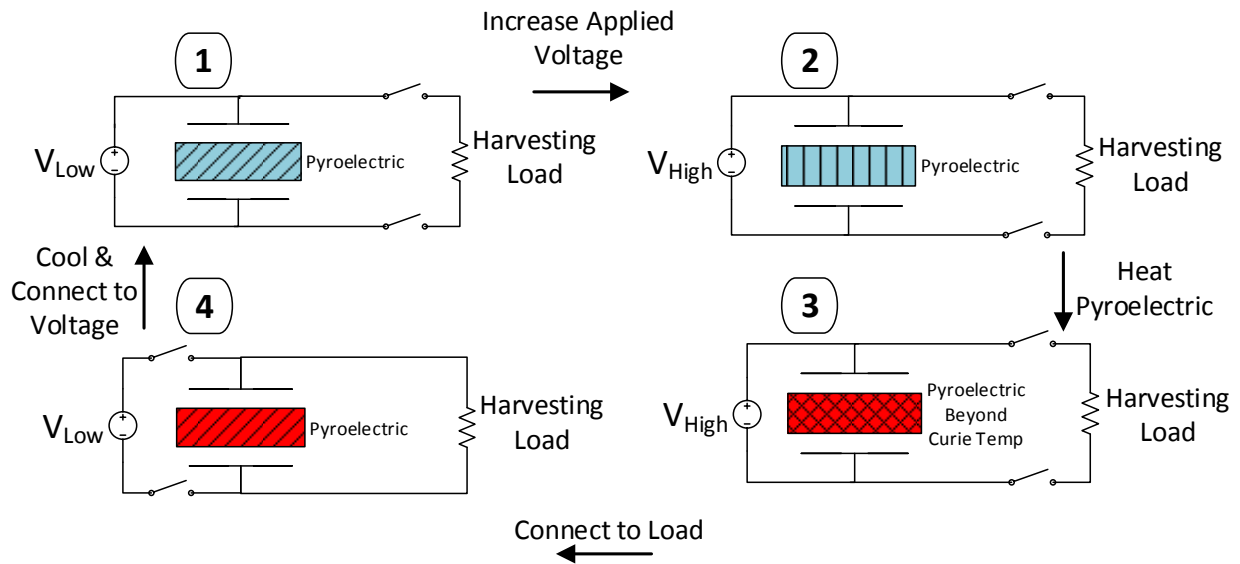 1
Increase Applied
Voltage
2
V Low
+
-
Pyroelectric
Harvesting
Load
V High
+
-
Pyroelectric
Harvesting
Load
Cool &
Connect to
Voltage
Heat
Pyroelectric
4
V Low
+
-
Pyroelectric
Harvesting
Load
3
V High
+
-
Pyroelectric
Beyond
Curie Temp
Harvesting
Load
Connect to Load